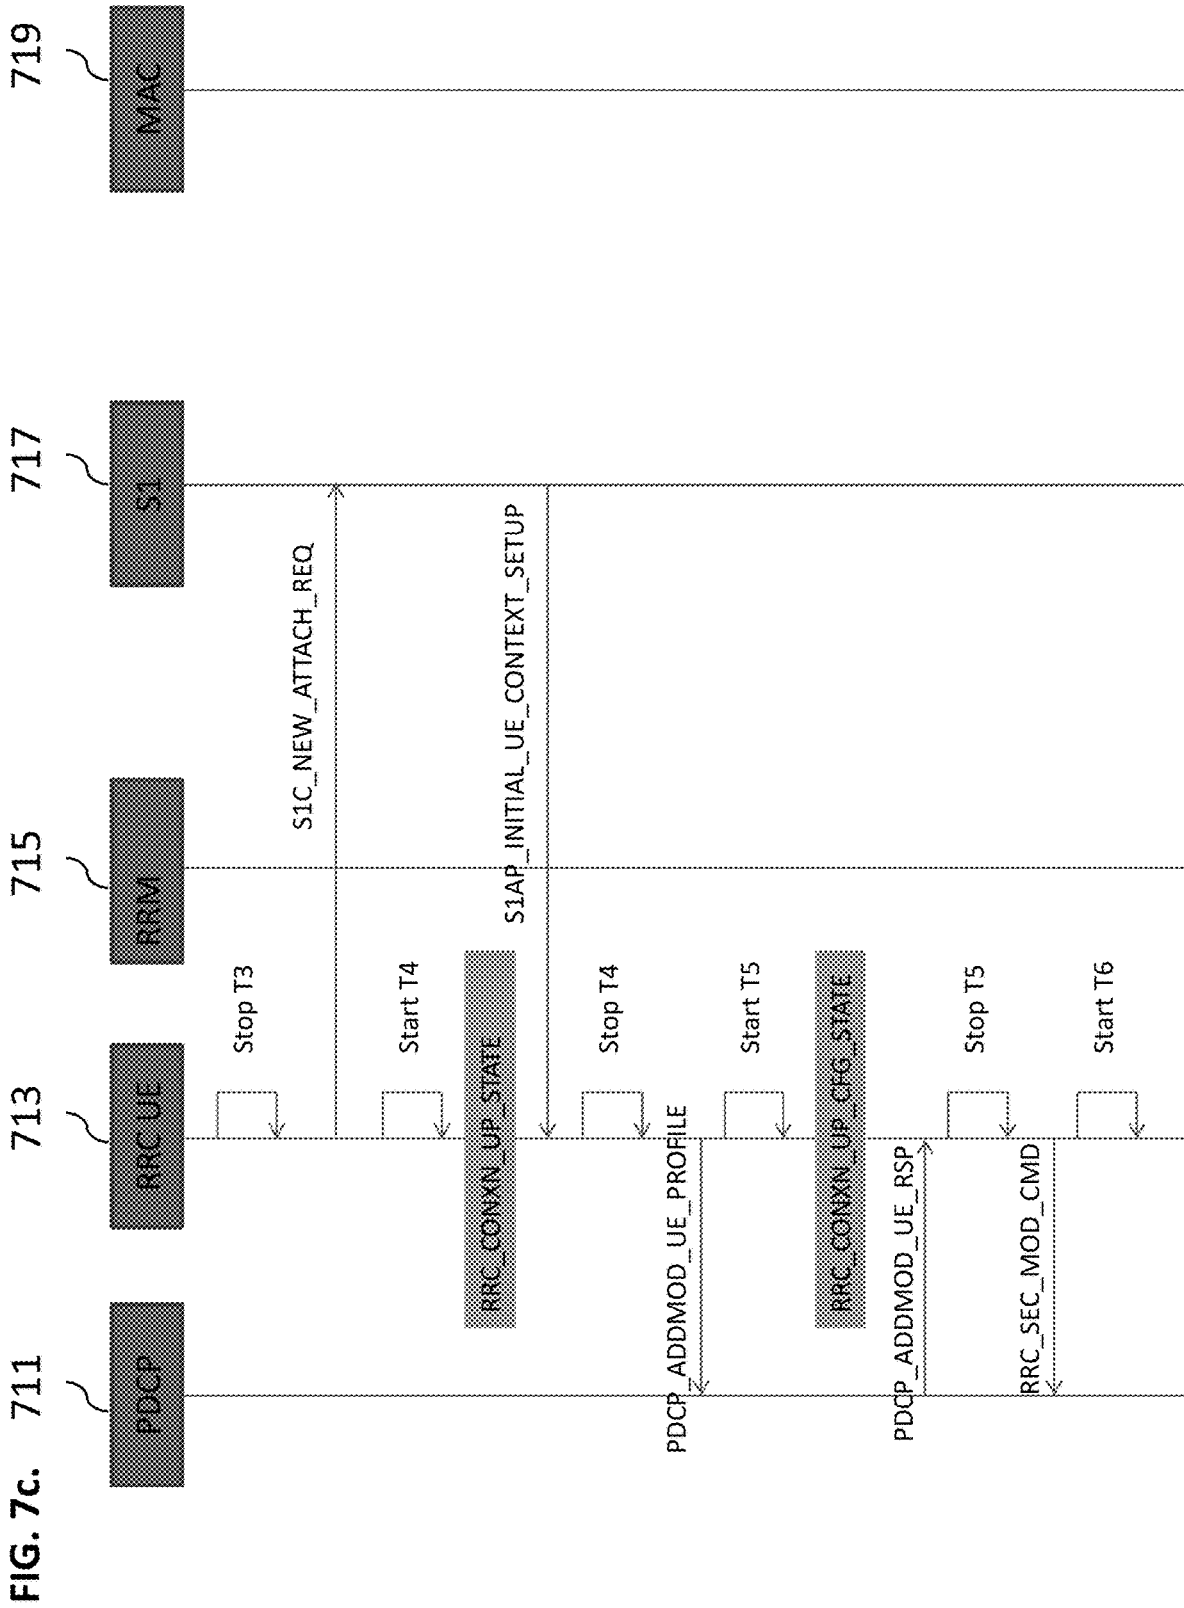 FIG. 7c.
711
713
715
717
719
PDCP
RRC UE
RRM
S1
MAC
Stop T3
S1C_NEW_ATTACH_REQ
Start T4
RRC_CONXN_UP_STATE
S1AP_INITIAL_UE_CONTEXT_SETUP
Stop T4
PDCP_ADDMOD_UE_PROFILE
Start T5
RRC_CONXN_UP_CFG_STATE
PDCP_ADDMOD_UE_RSP
Stop T5
RRC_SEC_MOD_CMD
Start T6